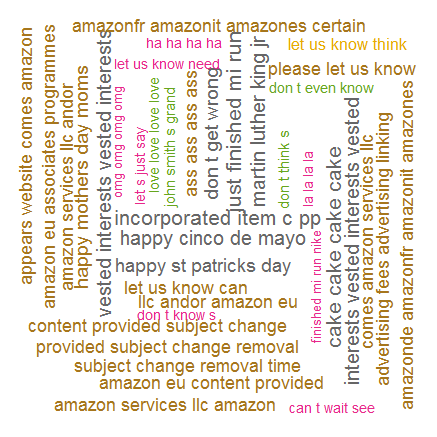 amazonfr amazonit amazones certain
ha ha ha ha
let us know think
let us know need
please let us know
don t even know
appears website comes amazon
amazon eu associates programmes
amazon services llc andor
happy mothers day moms
vested interests vested interests
omg omg omg omg
let s just say
love love love love
john smith s grand
ass ass ass ass
don t get wrong
just finished mi run
martin luther king jr
don t think s
la la la la
finished mi run nike
cake cake cake cake
interests vested interests vested
comes amazon services llc
advertising fees advertising linking
amazonde amazonfr amazonit amazones
incorporated item c pp
happy cinco de mayo
happy st patricks day
let us know can
llc andor amazon eu
don t know s
content provided subject change
provided subject change removal
subject change removal time
amazon eu content provided
amazon services llc amazon
can t wait see